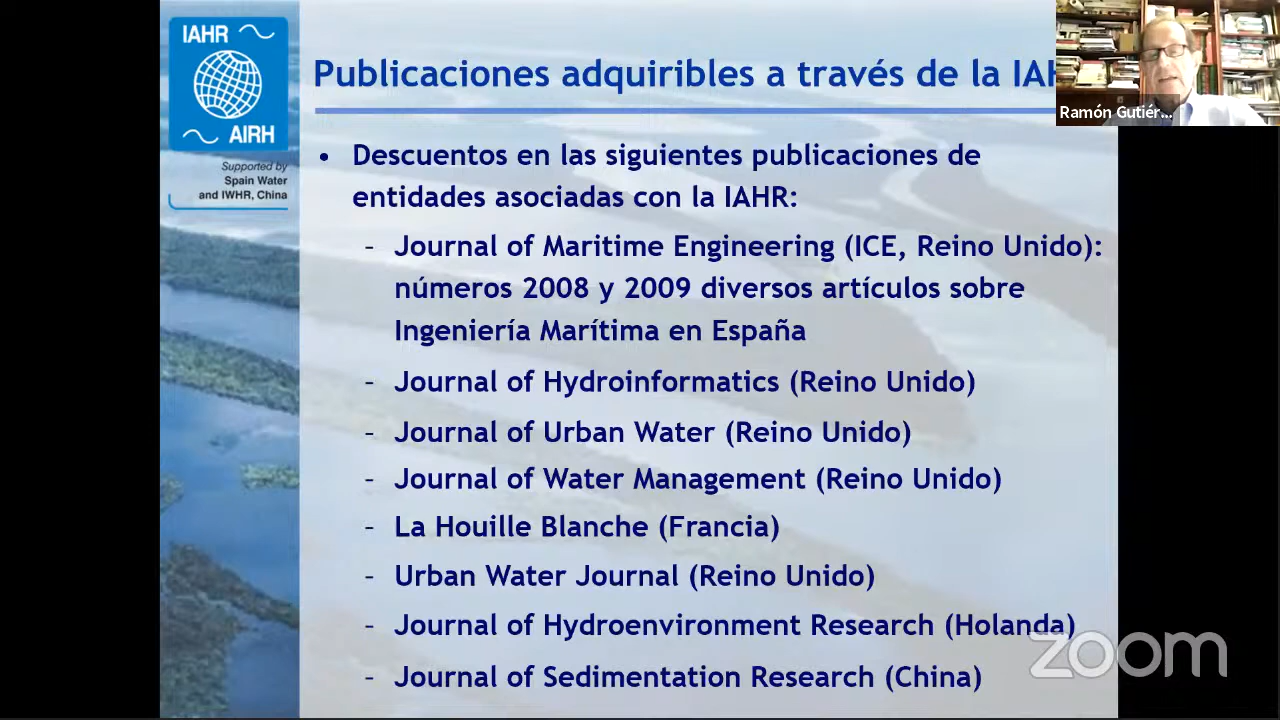 IAHR
AIRH
Supported by
Spain Water
and IWHR, China
Publicaciones adquiribles a través de la
Ramón Gutiér...
• Descuentos en las siguientes publicaciones de
entidades asociadas con la IAHR:
- Journal of Maritime Engineering (ICE, Reino Unido):
números 2008 y 2009 diversos artículos sobre
Ingeniería Marítima en España
- Journal of Hydroinformatics (Reino Unido)
- Journal of Urban Water (Reino Unido)
- Journal of Water Management (Reino Unido)
- La Houille Blanche (Francia)
- Urban Water Journal (Reino Unido)
- Journal of Hydroenvironment Research (Holanda)
- Journal of Sedimentation Research (China)
zoom